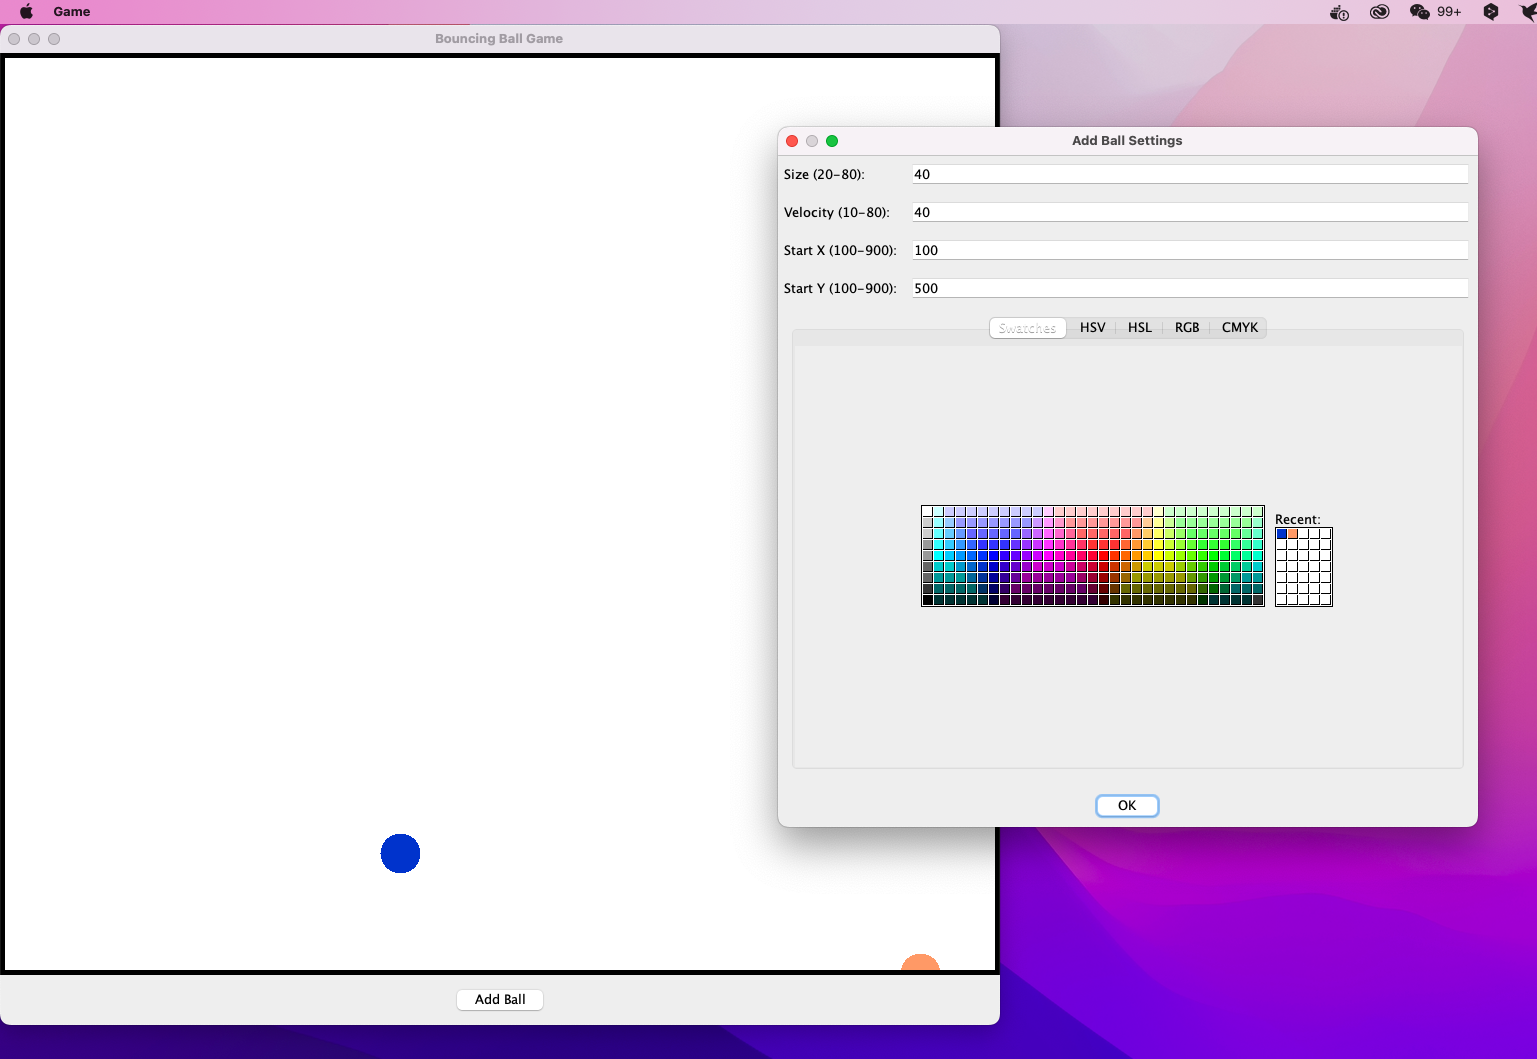 Game
99+
Bouncing Ball Game
Add Ball Settings
Size (20-80): 40
Velocity (10-80): 40
Start X (100-900): 100
Start Y (100-900): 500
Swatches HSV HSL RGB CMYK
Recent:
OK
Add Ball